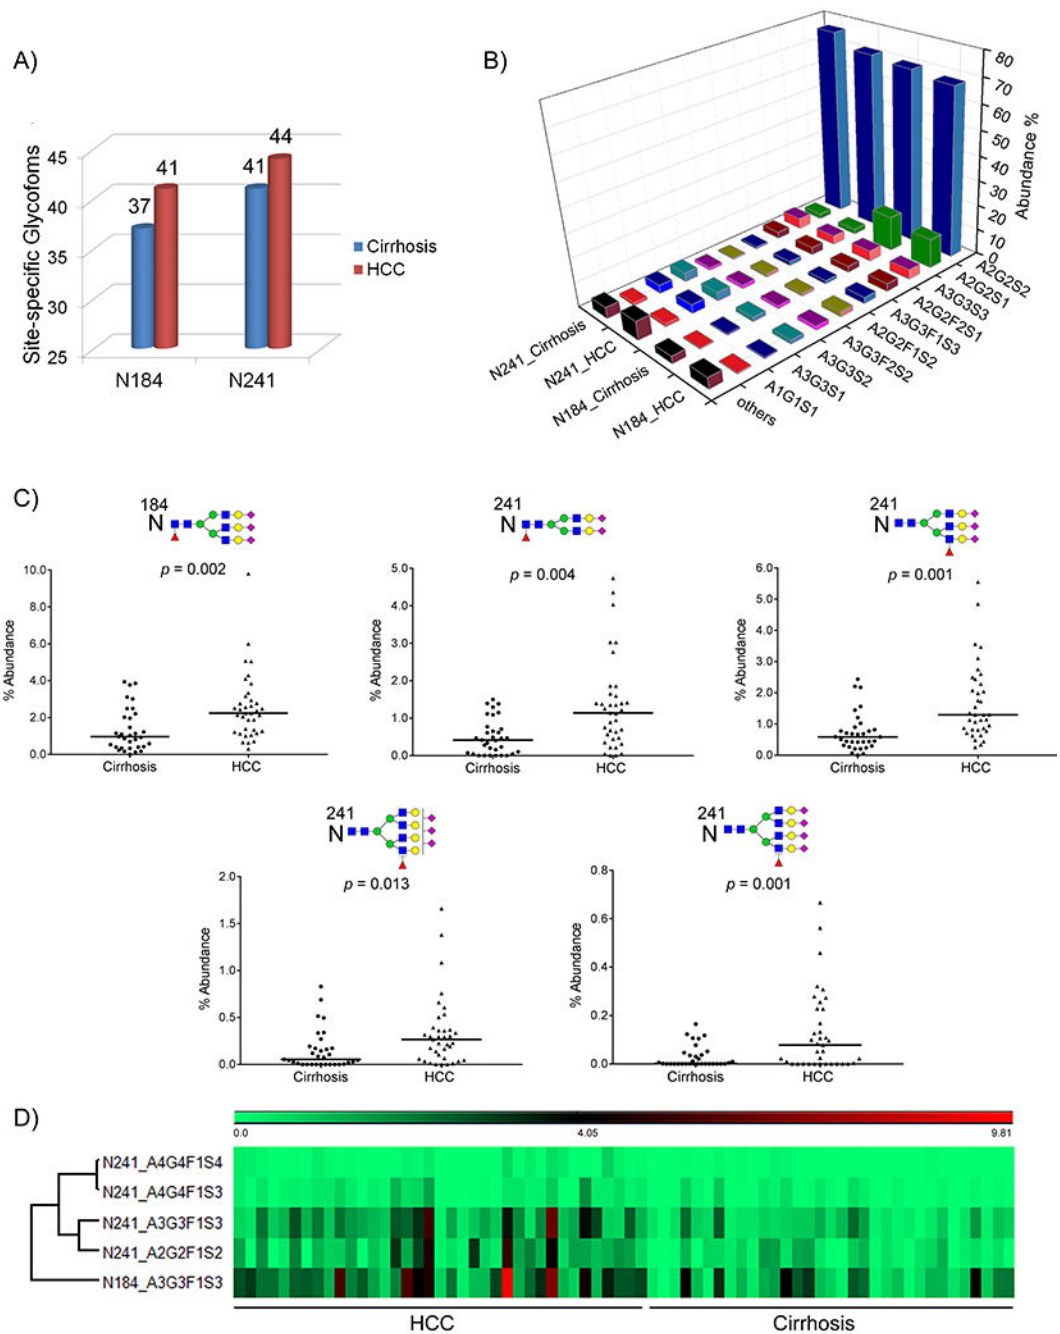 A)
45
40
35
30
25
Site-specific Glycofoms
37
41
41
44
N184
N241
Cirrhosis
HCC
B)
80
70
60
50
40
30
20
10
0
Abundance %
N241_Cirrhosis
N241_HCC
N184_Cirrhosis
N184_HCC
A2G2S2
A2G2S1
A3G3S3
A2G2F2S1
A3G3F1S3
A2G2F1S2
A3G3F2S2
A3G3S2
A3G3S1
A1G1S1
others
C)
184
N
p = 0.002
10.0
8.0
6.0
4.0
2.0
0.0
% Abundance
Cirrhosis
HCC
241
N
p = 0.004
5.0
4.0
3.0
2.0
1.0
0.0
% Abundance
Cirrhosis
HCC
241
N
p = 0.001
6.0
5.0
4.0
3.0
2.0
1.0
0.0
% Abundance
Cirrhosis
HCC
241
N
p = 0.013
2.0
1.5
1.0
0.5
0.0
% Abundance
Cirrhosis
HCC
241
N
p = 0.001
0.8
0.6
0.4
0.2
0.0
% Abundance
Cirrhosis
HCC
D)
0.0
4.05
9.81
N241_A4G4F1S4
N241_A4G4F1S3
N241_A3G3F1S3
N241_A2G2F1S2
N184_A3G3F1S3
HCC
Cirrhosis